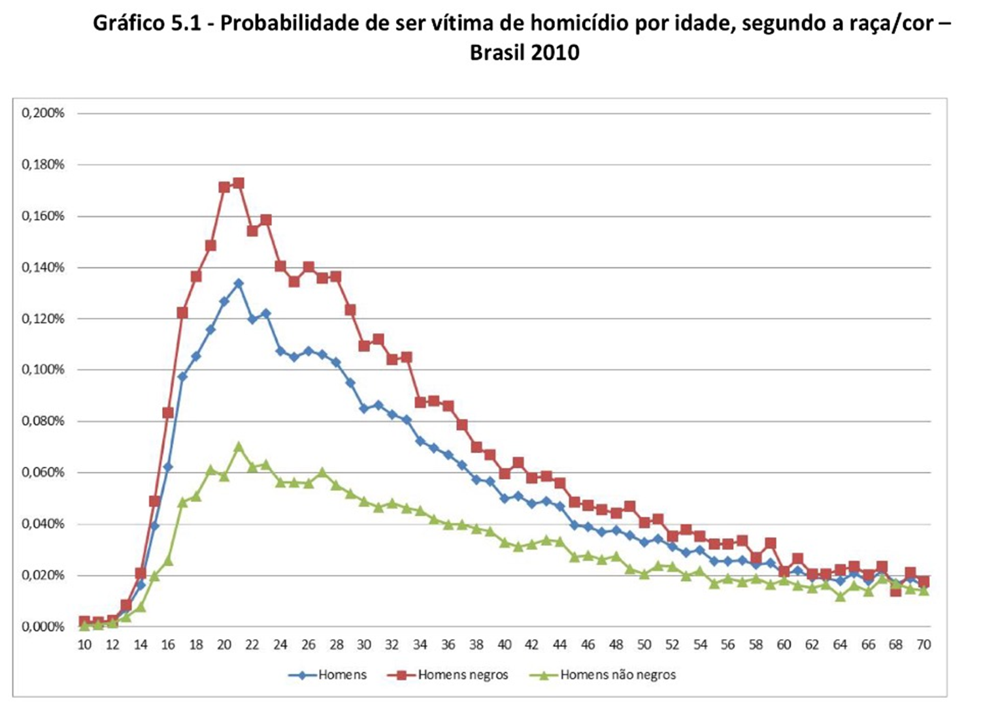 Gráfico 5.1 - Probabilidade de ser vítima de homicídio por idade, segundo a raça/cor –
Brasil 2010
0,200%
0,180%
0,160%
0,140%
0,120%
0,100%
0,080%
0,060%
0,040%
0,020%
0,000%
10 12 14 16 18 20 22 24 26 28 30 32 34 36 38 40 42 44 46 48 50 52 54 56 58 60 62 64 66 68 70
Homens Homens negros Homens não negros